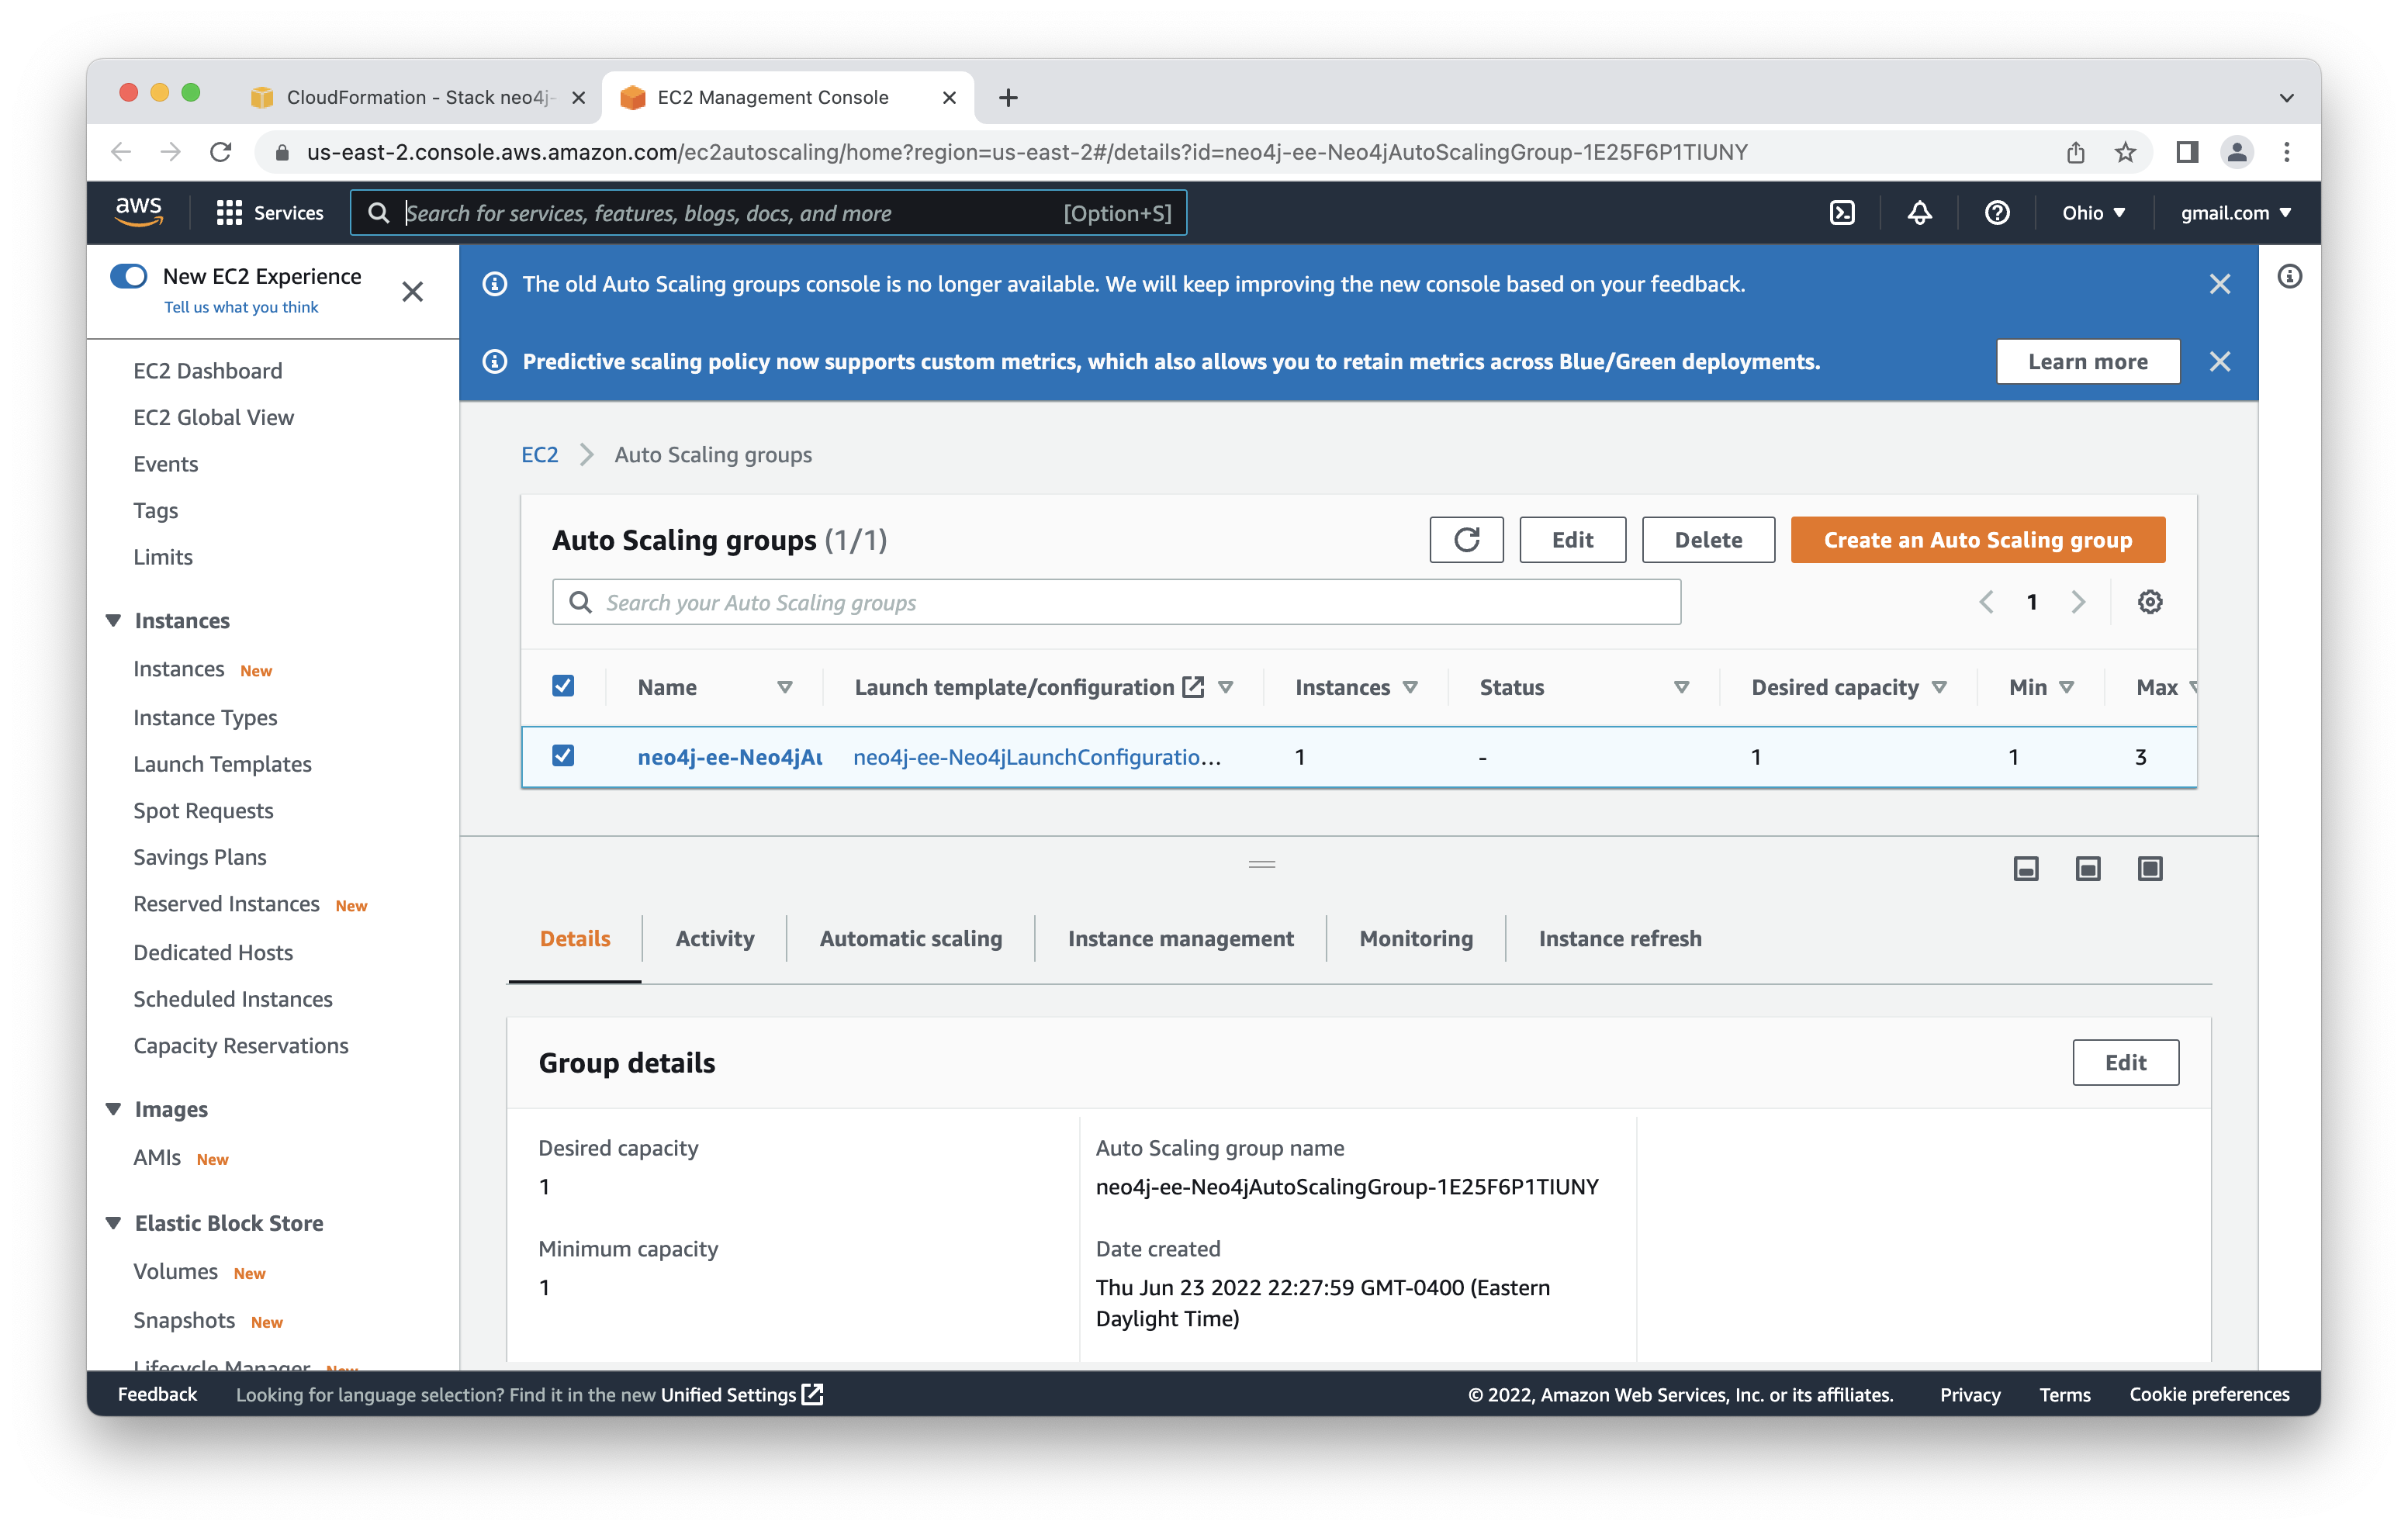 CloudFormation - Stack neo4j-
EC2 Management Console
us-east-2.console.aws.amazon.com/ec2autoscaling/home?region=us-east-2#/details?id=neo4j-ee-Neo4jAutoScalingGroup-1E25F6P1TIUNY
aws
Services
Search for services, features, blogs, docs, and more
[Option+S]
Ohio
gmail.com
New EC2 Experience
Tell us what you think
The old Auto Scaling groups console is no longer available. We will keep improving the new console based on your feedback.
Predictive scaling policy now supports custom metrics, which also allows you to retain metrics across Blue/Green deployments.
Learn more
EC2 Dashboard
EC2 Global View
Events
Tags
Limits
Instances
Instances New
Instance Types
Launch Templates
Spot Requests
Savings Plans
Reserved Instances New
Dedicated Hosts
Scheduled Instances
Capacity Reservations
Images
AMIs New
Elastic Block Store
Volumes New
Snapshots New
Lifecycle Manager New
EC2 > Auto Scaling groups
Auto Scaling groups (1/1)
Edit
Delete
Create an Auto Scaling group
Search your Auto Scaling groups
1
Name Launch template/configuration Instances Status Desired capacity Min Max
neo4j-ee-Neo4jAu neo4j-ee-Neo4jLaunchConfiguratio... 1 - 1 1 3
Details
Activity
Automatic scaling
Instance management
Monitoring
Instance refresh
Group details
Edit
Desired capacity
1
Minimum capacity
1
Auto Scaling group name
neo4j-ee-Neo4jAutoScalingGroup-1E25F6P1TIUNY
Date created
Thu Jun 23 2022 22:27:59 GMT-0400 (Eastern
Daylight Time)
Feedback
Looking for language selection? Find it in the new Unified Settings
© 2022, Amazon Web Services, Inc. or its affiliates.
Privacy
Terms
Cookie preferences